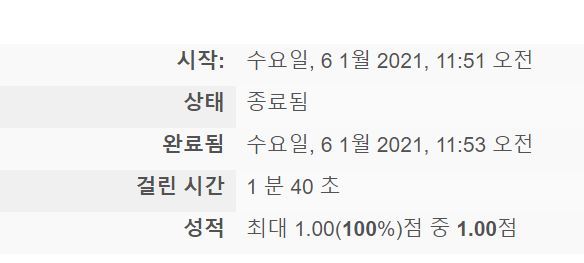 시작: 수요일, 6 1월 2021, 11:51 오전
상태 종료됨
완료됨 수요일, 6 1월 2021, 11:53 오전
걸린 시간 1 분 40 초
성적 최대 1.00(100%)점 중 1.00점